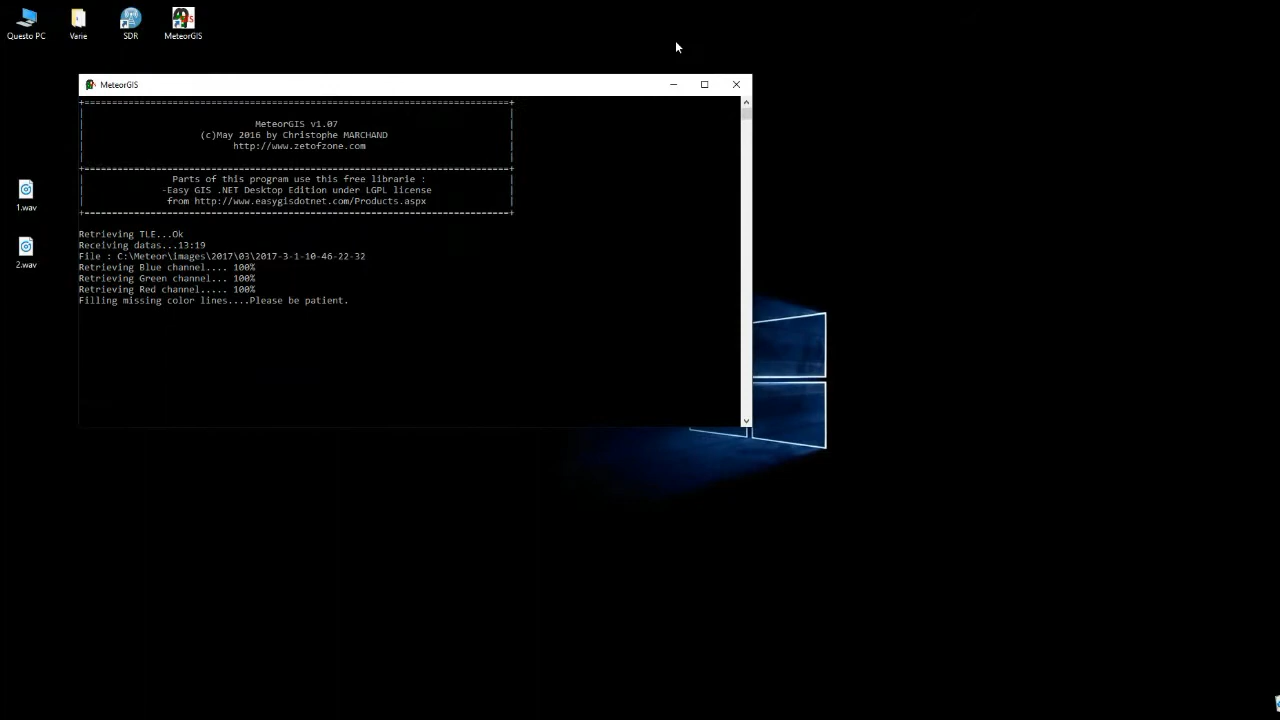 Questo PC
Varie
SDR
MeteorGIS
MeteorGIS
+==============================================================================+
MeteorGIS v1.07
(c)May 2016 by Christophe MARCHAND
http://www.zetofzone.com
+==============================================================================+
Parts of this program use this free librarie :
-Easy GIS .NET Desktop Edition under LGPL license
from http://www.easygisdotnet.com/Products.aspx
+==============================================================================+
Retrieving TLE...Ok
Receiving datas...13:19
File : C:\Meteor\images\2017\03\2017-3-1-10-46-22-32
Retrieving Blue channel.... 100%
Retrieving Green channel... 100%
Retrieving Red channel..... 100%
Filling missing color lines....Please be patient.
1.wav
2.wav